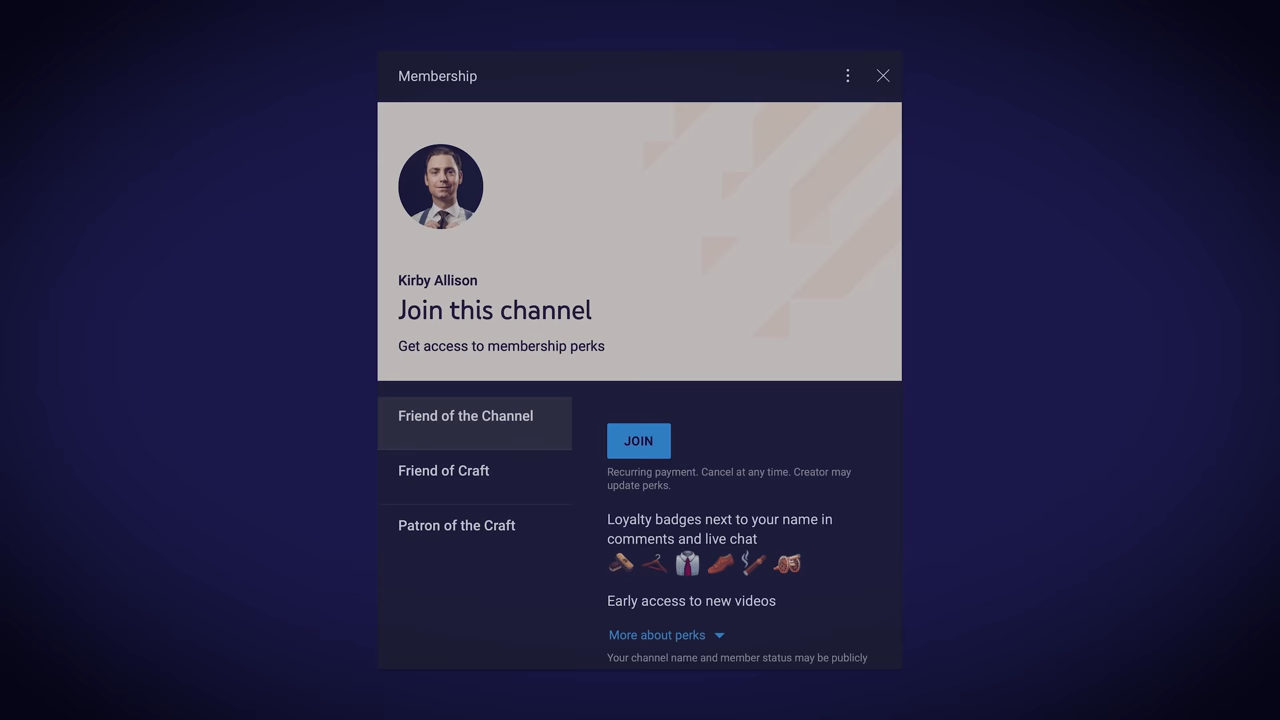 Membership
Kirby Allison
Join this channel
Get access to membership perks
Friend of the Channel
Friend of Craft
Patron of the Craft
JOIN
Recurring payment. Cancel at any time. Creator may
update perks.
Loyalty badges next to your name in
comments and live chat
Early access to new videos
More about perks
Your channel name and member status may be publicly